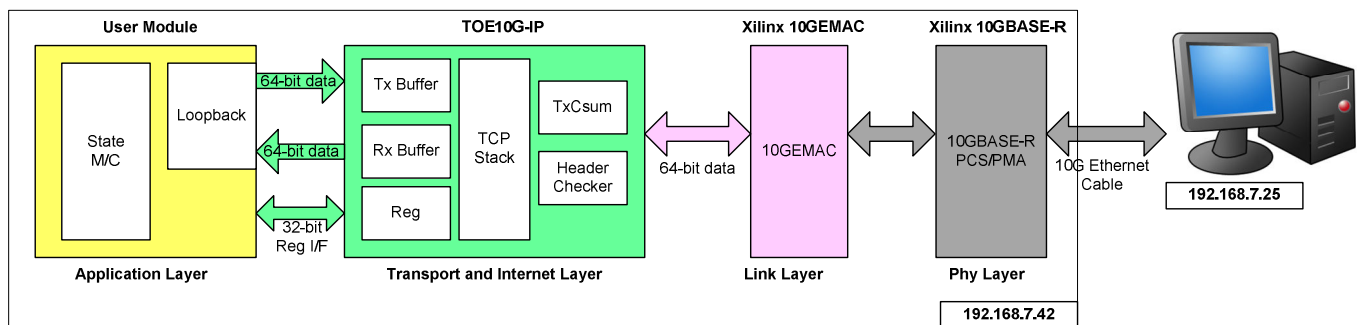 User Module
TOE10G-IP
Xilinx 10GEMAC
Xilinx 10GBASE-R
State
M/C
Loopback
64-bit data
64-bit data
32-bit
Reg I/F
Tx Buffer
Rx Buffer
Reg
TCP
Stack
TxCsum
Header
Checker
64-bit data
10GEMAC
10GBASE-R
PCS/PMA
10G Ethernet
Cable
192.168.7.25
Application Layer
Transport and Internet Layer
Link Layer
Phy Layer
192.168.7.42